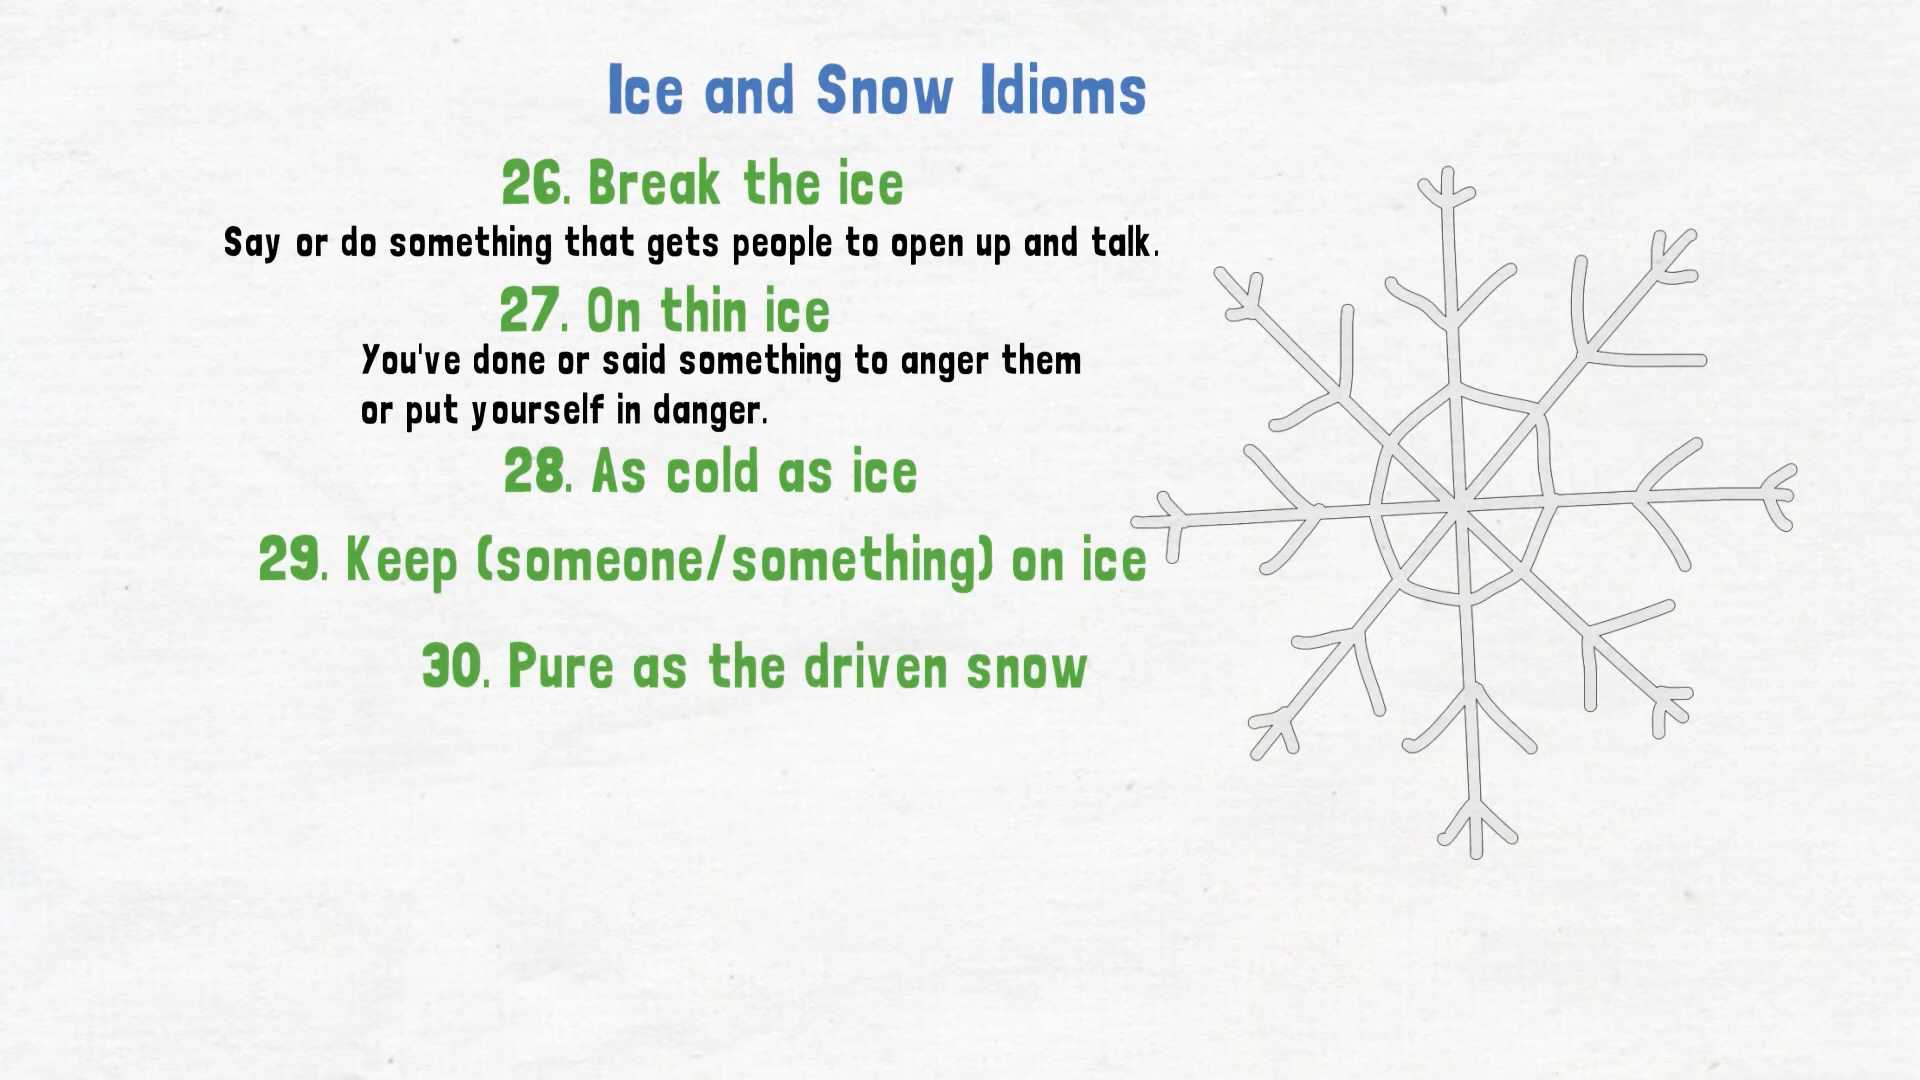 Ice and Snow Idioms
26. Break the ice
Say or do something that gets people to open up and talk.
27. On thin ice
You've done or said something to anger them
or put yourself in danger.
28. As cold as ice
29. Keep (someone/something) on ice
30. Pure as the driven snow